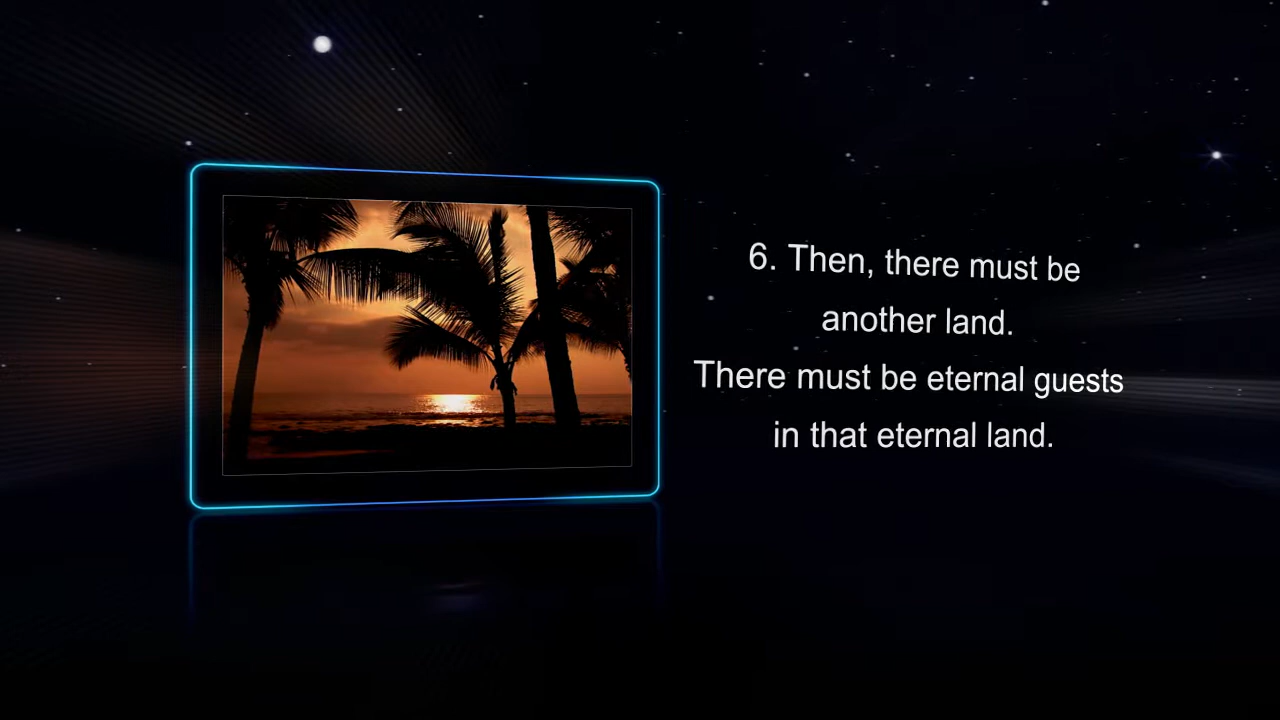 6. Then, there must be
another land.
There must be eternal guests
in that eternal land.